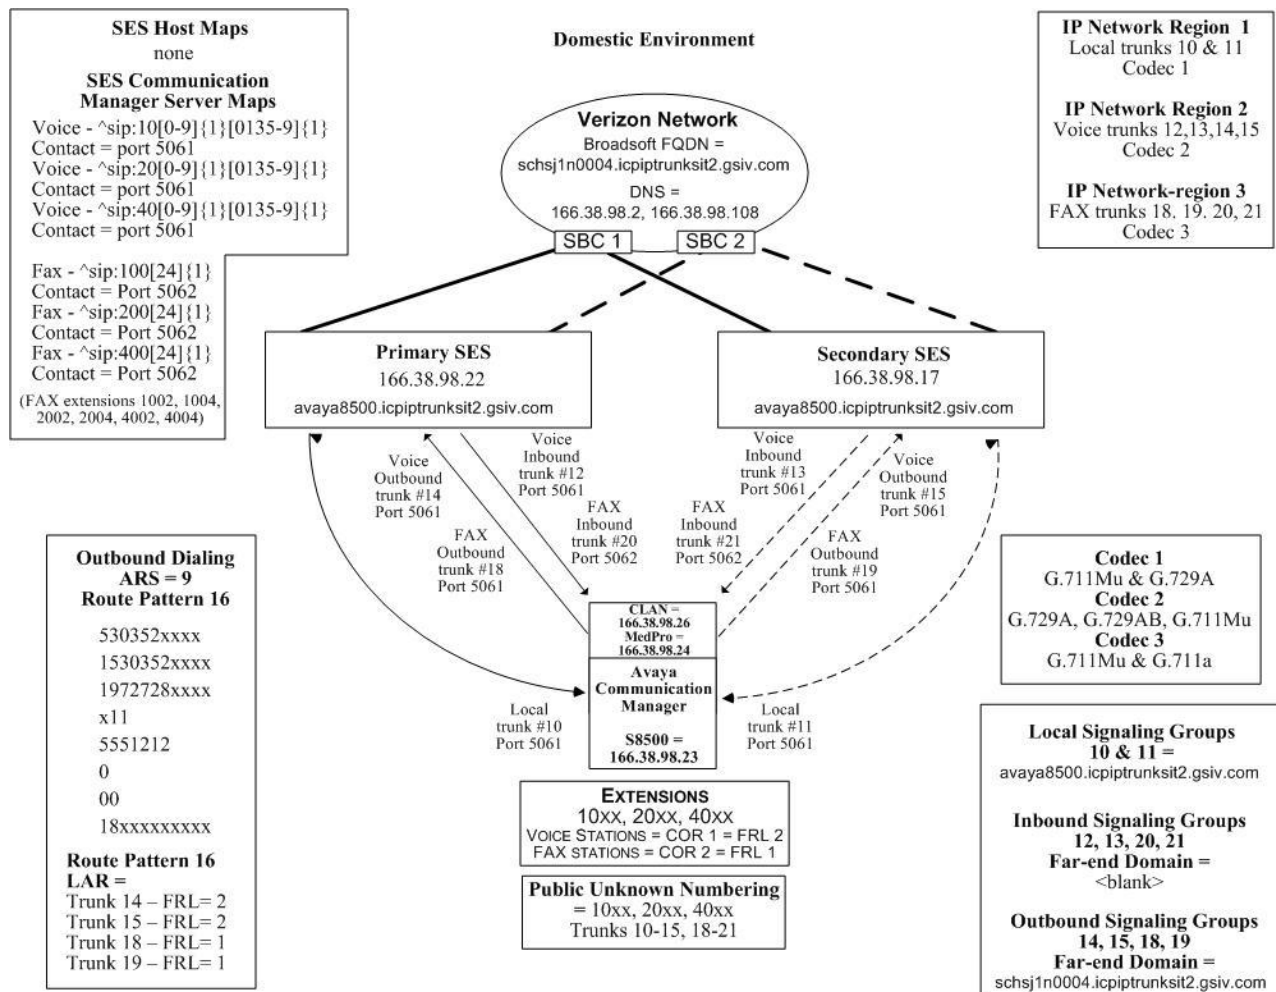 SES Host Maps
none
SES Communication
Manager Server Maps
Voice - ^sip:10[0-9]{1}[0135-9]{1}
Contact = port 5061
Voice - ^sip:20[0-9]{1}[0135-9]{1}
Contact = port 5061
Voice - ^sip:40[0-9]{1}[0135-9]{1}
Contact = port 5061
Fax - ^sip:100[24]{1}
Contact = Port 5062
Fax - ^sip:200[24]{1}
Contact = Port 5062
Fax - ^sip:400[24]{1}
Contact = Port 5062
(FAX extensions 1002, 1004,
2002, 2004, 4002, 4004)
Domestic Environment
Verizon Network
Broadsoft FQDN =
schsj1n0004.icpiptrunksit2.gsiv.com
DNS =
166.38.98.2, 166.38.98.108
SBC 1
SBC 2
IP Network Region 1
Local trunks 10 & 11
Codec 1
IP Network Region 2
Voice trunks 12,13,14,15
Codec 2
IP Network-region 3
FAX trunks 18. 19. 20, 21
Codec 3
Primary SES
166.38.98.22
avaya8500.icpiptrunksit2.gsiv.com
Secondary SES
166.38.98.17
avaya8500.icpiptrunksit2.gsiv.com
Voice
Outbound
trunk #14
Port 5061
Voice
Inbound
trunk #12
Port 5061
FAX
Outbound
trunk #18
Port 5061
FAX
Inbound
trunk #20
Port 5062
Voice
Inbound
trunk #13
Port 5061
Voice
Outbound
trunk #15
Port 5061
FAX
Inbound
trunk #21
Port 5062
FAX
Outbound
trunk #19
Port 5061
CLAN =
166.38.98.26
MedPro =
166.38.98.24
Avaya
Communication
Manager
S8500 =
166.38.98.23
Local
trunk #10
Port 5061
Local
trunk #11
Port 5061
Outbound Dialing
ARS = 9
Route Pattern 16
530352xxxx
1530352xxxx
1972728xxxx
x11
5551212
0
00
18xxxxxxxxx
Route Pattern 16
LAR =
Trunk 14 – FRL= 2
Trunk 15 – FRL= 2
Trunk 18 – FRL= 1
Trunk 19 – FRL= 1
EXTENSIONS
10XX, 20XX, 40XX
VOICE STATIONS = COR 1 = FRL 2
FAX STATIONS = COR 2 = FRL 1
Public Unknown Numbering
= 10xx, 20xx, 40xx
Trunks 10-15, 18-21
Codec 1
G.711Mu & G.729A
Codec 2
G.729A, G.729AB, G.711Mu
Codec 3
G.711Mu & G.711a
Local Signaling Groups
10 & 11 =
avaya8500.icpiptrunksit2.gsiv.com
Inbound Signaling Groups
12, 13, 20, 21
Far-end Domain =
<blank>
Outbound Signaling Groups
14, 15, 18, 19
Far-end Domain =
schsj1n0004.icpiptrunksit2.gsiv.com